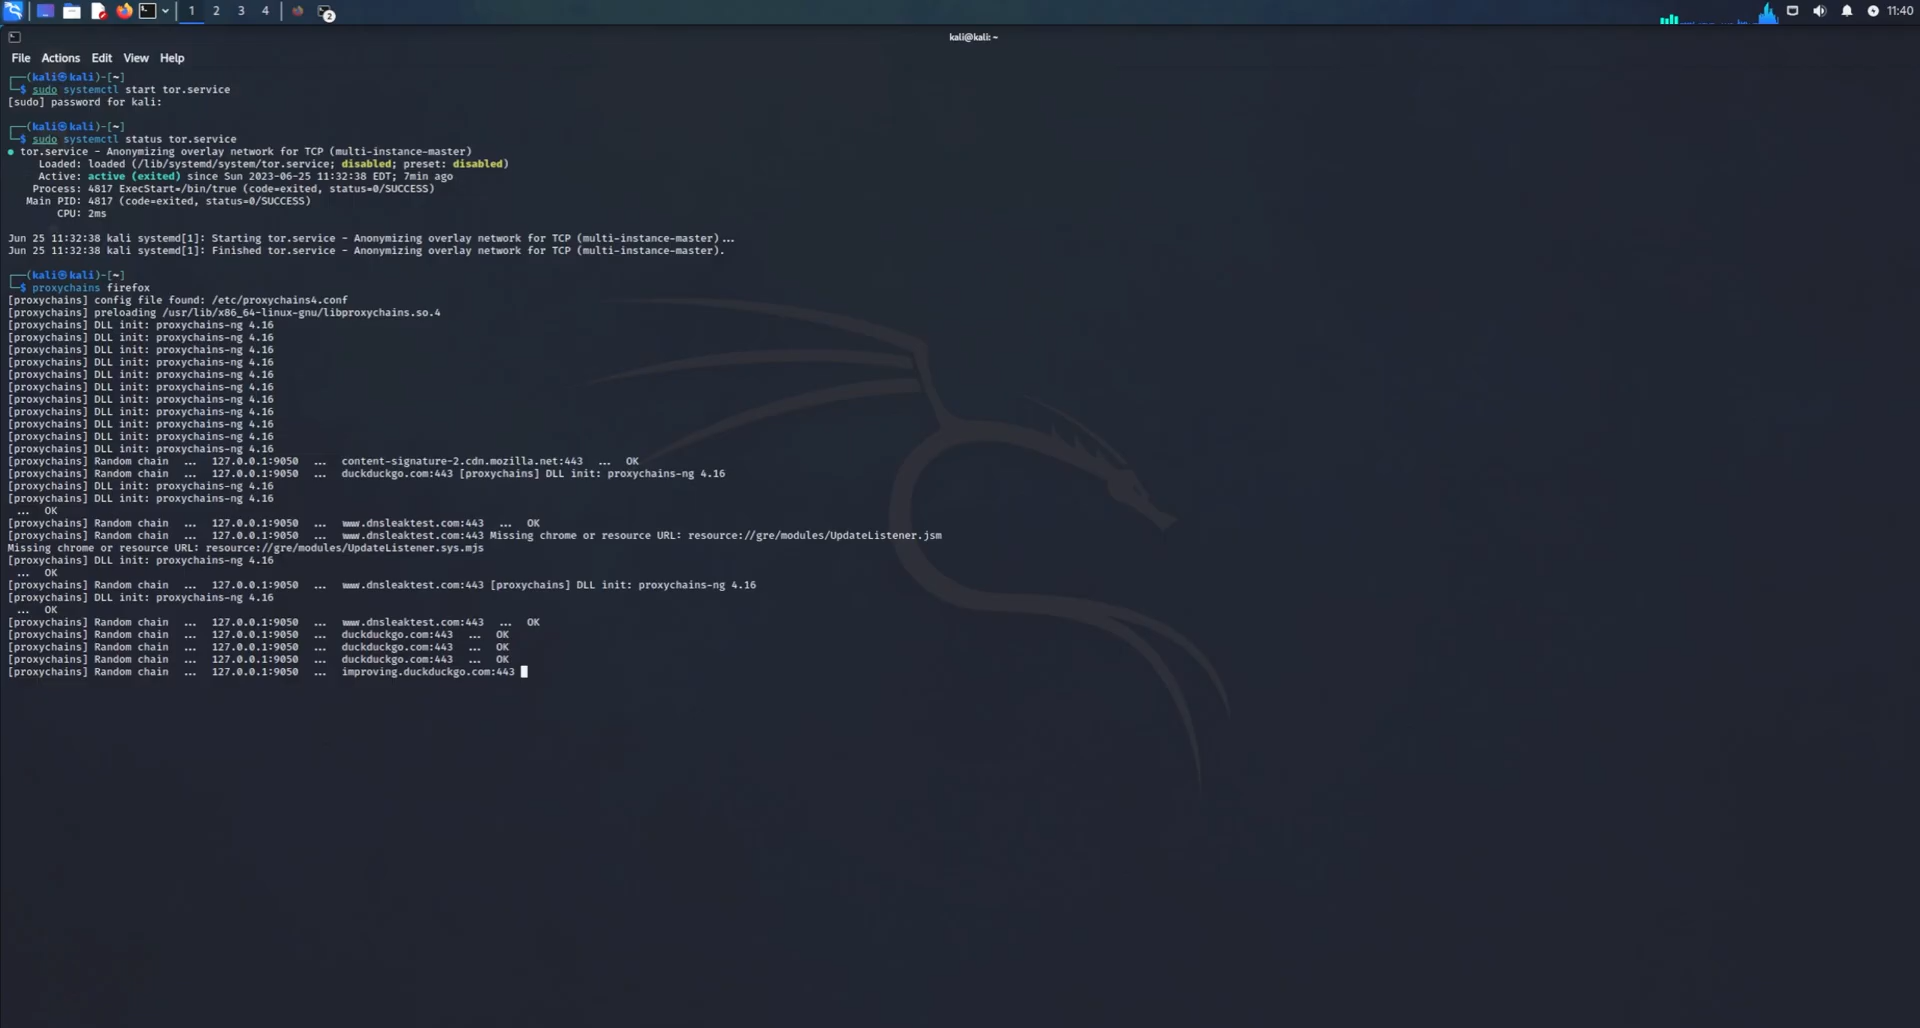 1 2 3 4 2 11:40
kali@kali: ~
File Actions Edit View Help
┌──(kali㉿kali)-[~]
└─$ sudo systemctl start tor.service
[sudo] password for kali:
┌──(kali㉿kali)-[~]
└─$ sudo systemctl status tor.service
● tor.service - Anonymizing overlay network for TCP (multi-instance-master)
Loaded: loaded (/lib/systemd/system/tor.service; disabled; preset: disabled)
Active: active (exited) since Sun 2023-06-25 11:32:38 EDT; 7min ago
Process: 4817 ExecStart=/bin/true (code=exited, status=0/SUCCESS)
Main PID: 4817 (code=exited, status=0/SUCCESS)
CPU: 2ms
Jun 25 11:32:38 kali systemd[1]: Starting tor.service - Anonymizing overlay network for TCP (multi-instance-master)...
Jun 25 11:32:38 kali systemd[1]: Finished tor.service - Anonymizing overlay network for TCP (multi-instance-master).
┌──(kali㉿kali)-[~]
└─$ proxychains firefox
[proxychains] config file found: /etc/proxychains4.conf
[proxychains] preloading /usr/lib/x86_64-linux-gnu/libproxychains.so.4
[proxychains] DLL init: proxychains-ng 4.16
[proxychains] DLL init: proxychains-ng 4.16
[proxychains] DLL init: proxychains-ng 4.16
[proxychains] DLL init: proxychains-ng 4.16
[proxychains] DLL init: proxychains-ng 4.16
[proxychains] DLL init: proxychains-ng 4.16
[proxychains] DLL init: proxychains-ng 4.16
[proxychains] DLL init: proxychains-ng 4.16
[proxychains] DLL init: proxychains-ng 4.16
[proxychains] DLL init: proxychains-ng 4.16
[proxychains] DLL init: proxychains-ng 4.16
[proxychains] Random chain ... 127.0.0.1:9050 ... content-signature-2.cdn.mozilla.net:443 ... OK
[proxychains] Random chain ... 127.0.0.1:9050 ... duckduckgo.com:443 [proxychains] DLL init: proxychains-ng 4.16
[proxychains] DLL init: proxychains-ng 4.16
[proxychains] DLL init: proxychains-ng 4.16
... OK
[proxychains] Random chain ... 127.0.0.1:9050 ... www.dnsleaktest.com:443 ... OK
[proxychains] Random chain ... 127.0.0.1:9050 ... www.dnsleaktest.com:443 Missing chrome or resource URL: resource://gre/modules/UpdateListener.jsm
Missing chrome or resource URL: resource://gre/modules/UpdateListener.sys.mjs
[proxychains] DLL init: proxychains-ng 4.16
... OK
[proxychains] Random chain ... 127.0.0.1:9050 ... www.dnsleaktest.com:443 [proxychains] DLL init: proxychains-ng 4.16
[proxychains] DLL init: proxychains-ng 4.16
... OK
[proxychains] Random chain ... 127.0.0.1:9050 ... www.dnsleaktest.com:443 ... OK
[proxychains] Random chain ... 127.0.0.1:9050 ... duckduckgo.com:443 ... OK
[proxychains] Random chain ... 127.0.0.1:9050 ... duckduckgo.com:443 ... OK
[proxychains] Random chain ... 127.0.0.1:9050 ... duckduckgo.com:443 ... OK
[proxychains] Random chain ... 127.0.0.1:9050 ... improving.duckduckgo.com:443